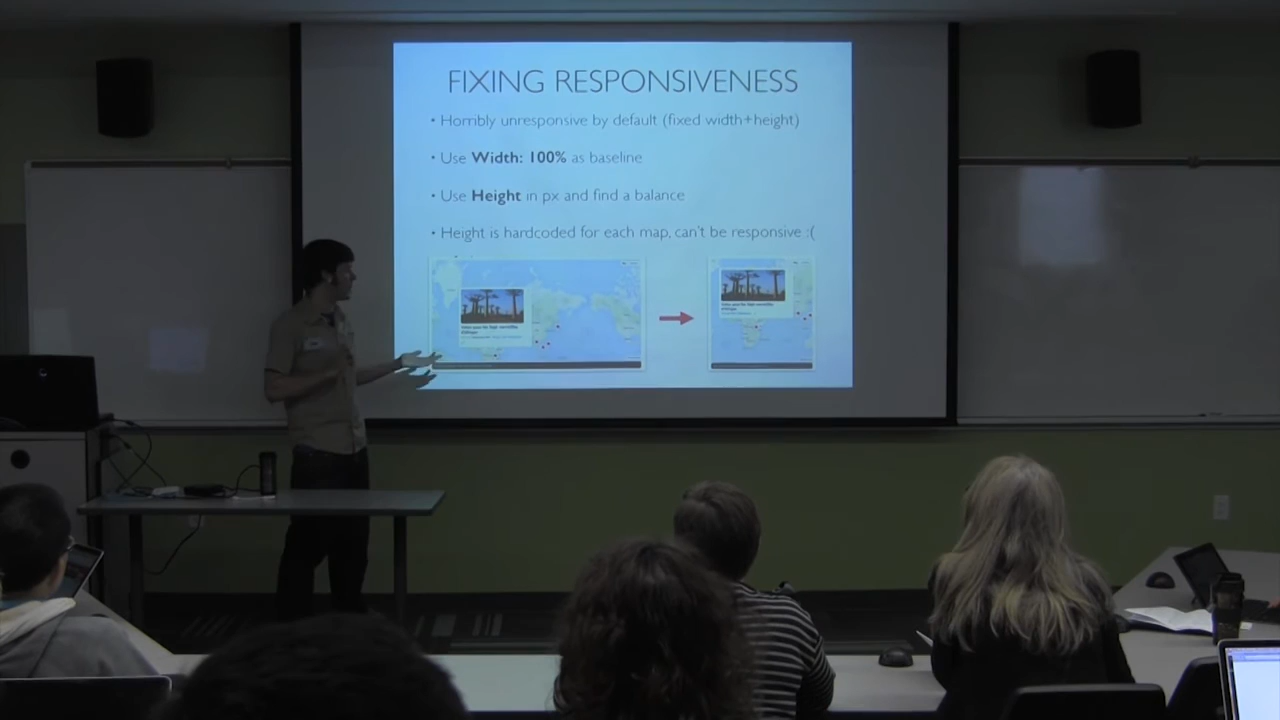 FIXING RESPONSIVENESS
• Horribly unresponsive by default (fixed width+height)
• Use Width: 100% as baseline
• Use Height in px and find a balance
• Height is hardcoded for each map, can't be responsive :(